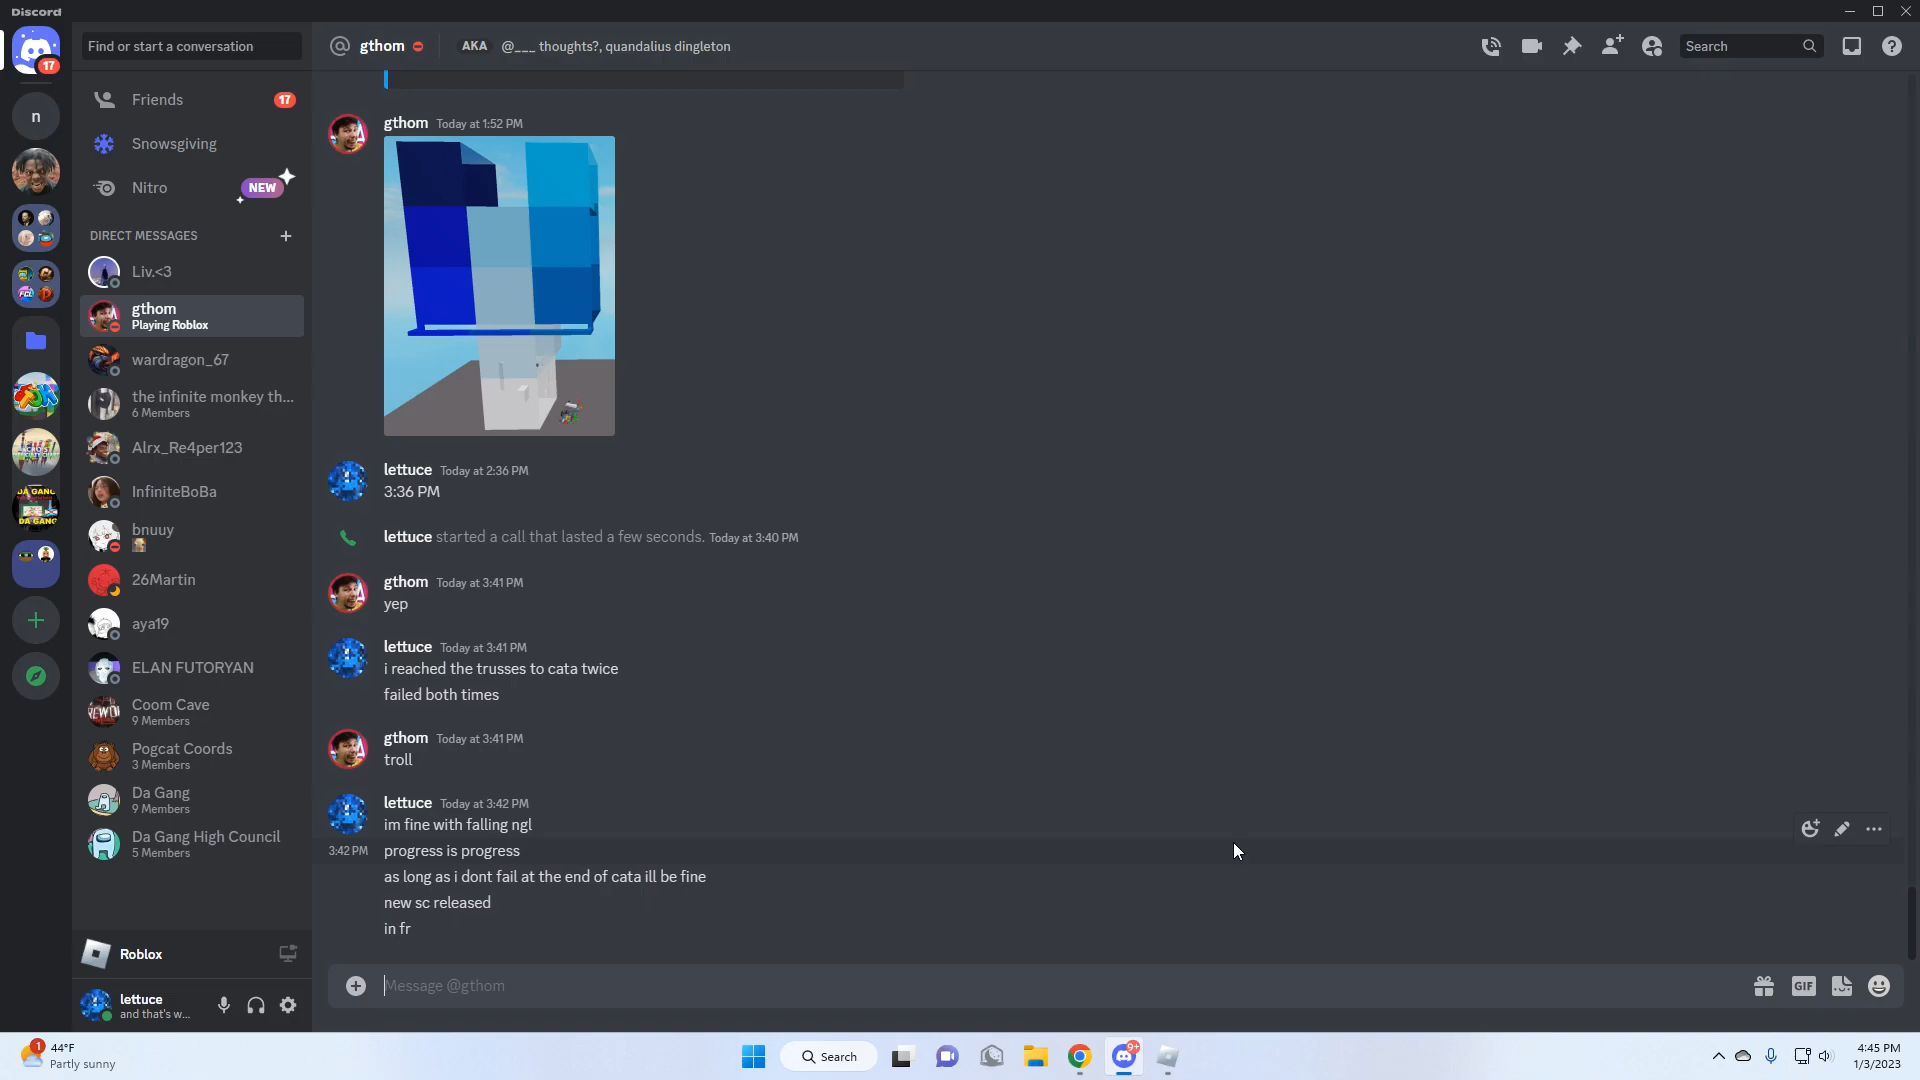 Discord
Find or start a conversation
gthom
AKA
@___ thoughts?, quandalius dingleton
Search
17
Friends
17
n
Snowsgiving
Nitro
NEW
DIRECT MESSAGES
Liv.<3
gthom
Playing Roblox
wardragon_67
the infinite monkey th...
6 Members
Alrx_Re4per123
InfiniteBoBa
bnuuy
26Martin
aya19
ELAN FUTORYAN
Coom Cave
9 Members
Pogcat Coords
3 Members
Da Gang
9 Members
Da Gang High Council
5 Members
DA GANG
DA GANG
Roblox
lettuce
and that's w...
gthom Today at 1:52 PM
lettuce Today at 2:36 PM
3:36 PM
lettuce started a call that lasted a few seconds. Today at 3:40 PM
gthom Today at 3:41 PM
yep
lettuce Today at 3:41 PM
i reached the trusses to cata twice
failed both times
gthom Today at 3:41 PM
troll
lettuce Today at 3:42 PM
im fine with falling ngl
3:42 PM progress is progress
as long as i dont fail at the end of cata ill be fine
new sc released
in fr
Message @gthom
GIF
1
44°F
Partly sunny
Search
9+
4:45 PM
1/3/2023